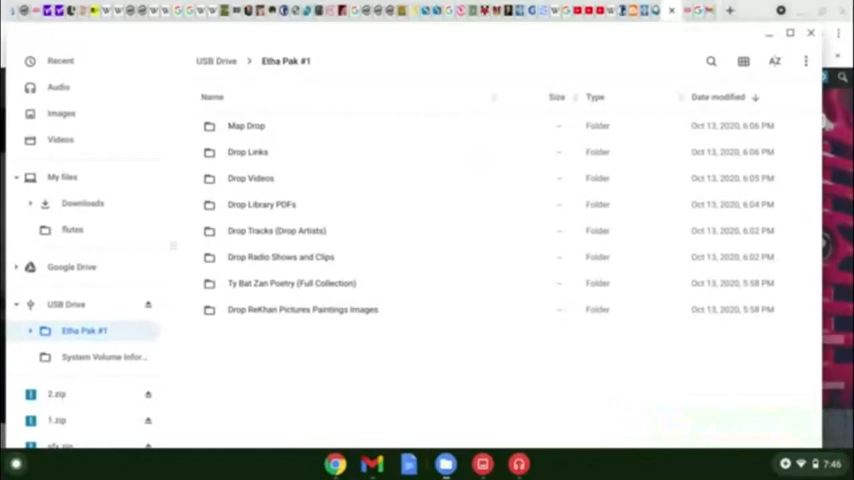 Recent
Audio
Images
Videos
My files
Downloads
flutes
Google Drive
USB Drive
Etha Pak #1
System Volume Infor...
2.zip
1.zip
sfx.zip
USB Drive > Etha Pak #1
AZ
Name Size Type Date modified
Map Drop -- Folder Oct 13, 2020, 6:06 PM
Drop Links -- Folder Oct 13, 2020, 6:06 PM
Drop Videos -- Folder Oct 13, 2020, 6:05 PM
Drop Library PDFs -- Folder Oct 13, 2020, 6:04 PM
Drop Tracks (Drop Artists) -- Folder Oct 13, 2020, 6:02 PM
Drop Radio Shows and Clips -- Folder Oct 13, 2020, 6:02 PM
Ty Bat Zan Poetry (Full Collection) -- Folder Oct 13, 2020, 5:58 PM
Drop ReKhan Pictures Paintings Images -- Folder Oct 13, 2020, 5:58 PM
7:46